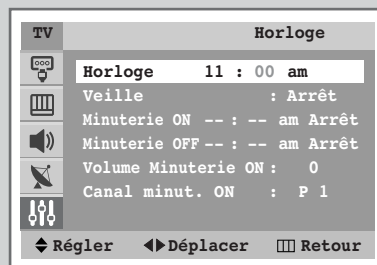 TV Horloge
Horloge 11 : 00 am
Veille : Arrêt
Minuterie ON -- : -- am Arrêt
Minuterie OFF -- : -- am Arrêt
Volume Minuterie ON : 0
Canal minut. ON : P 1
Régler Déplacer Retour